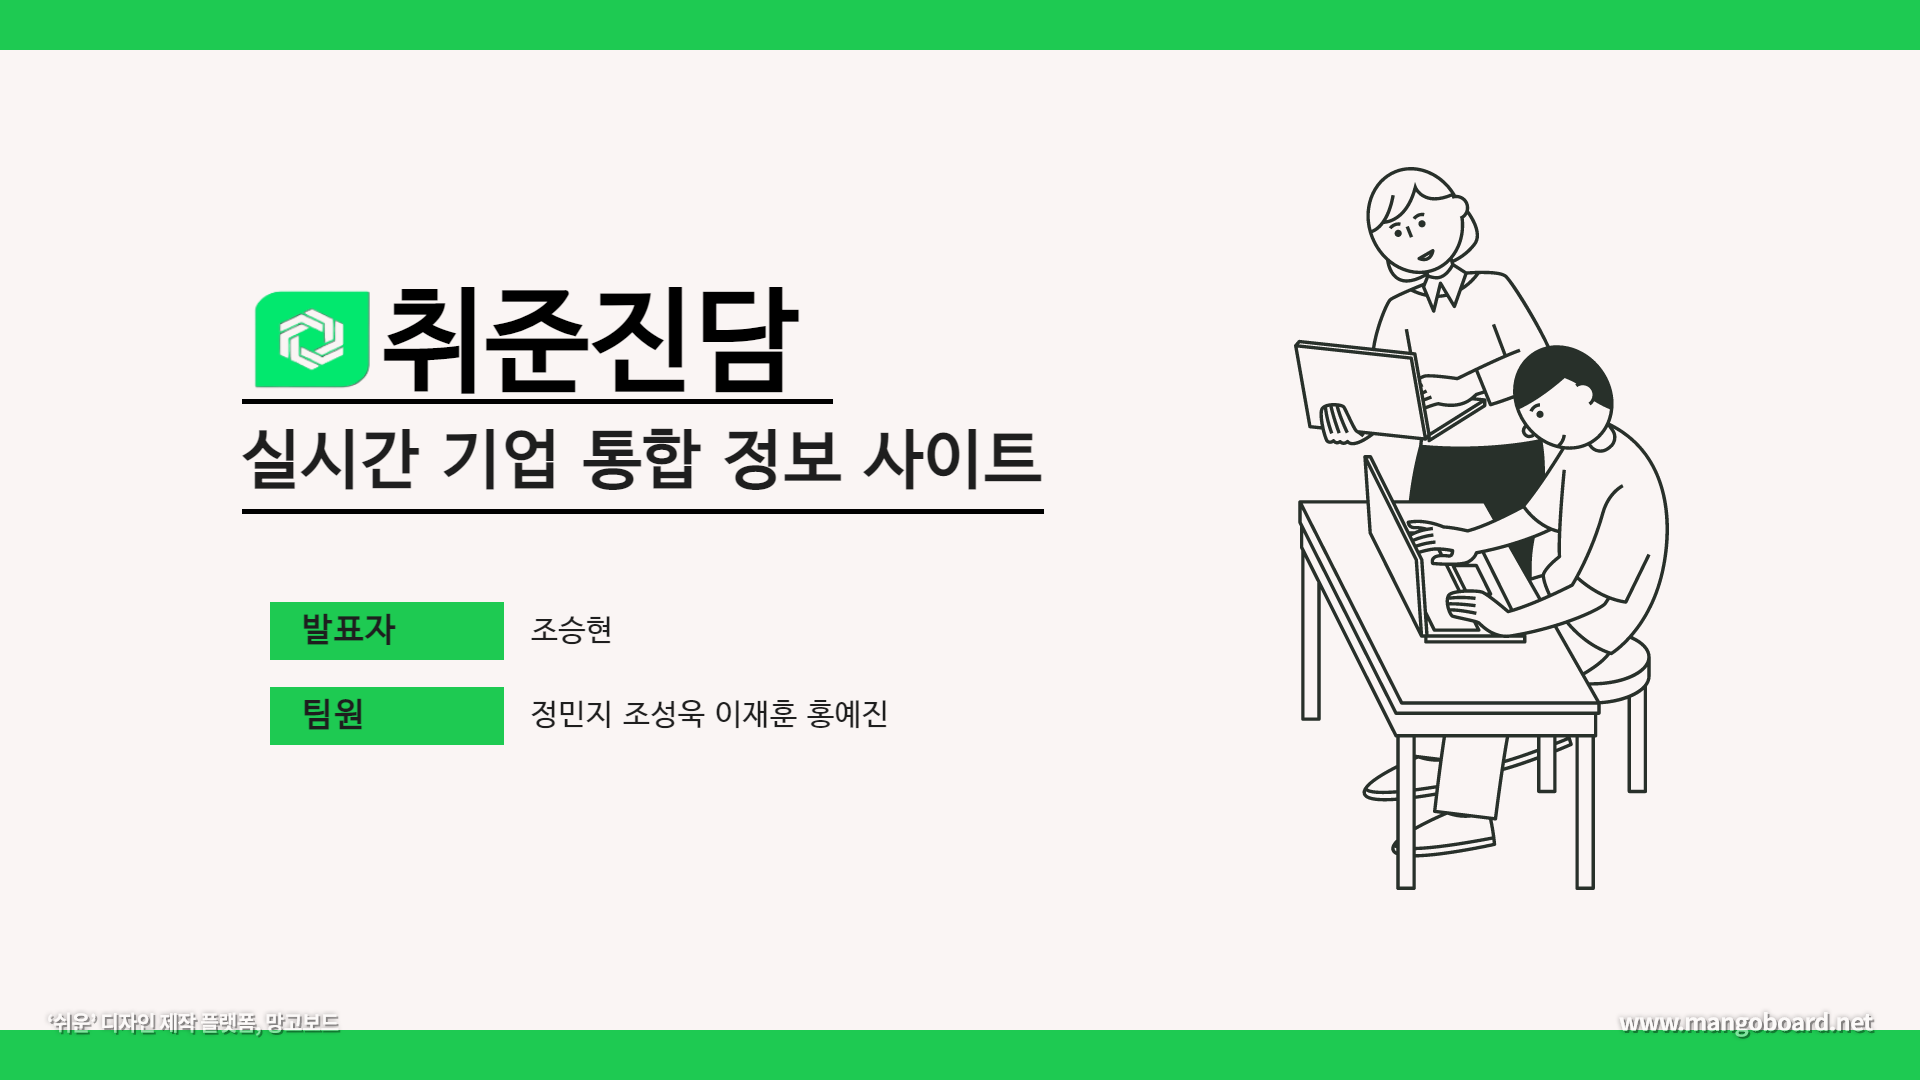 취준진담
실시간 기업 통합 정보 사이트
발표자 조승현
팀원 정민지 조성욱 이재훈 홍예진
'쉬운' 디자인 제작 플랫폼, 망고보드
www.mangoboard.net